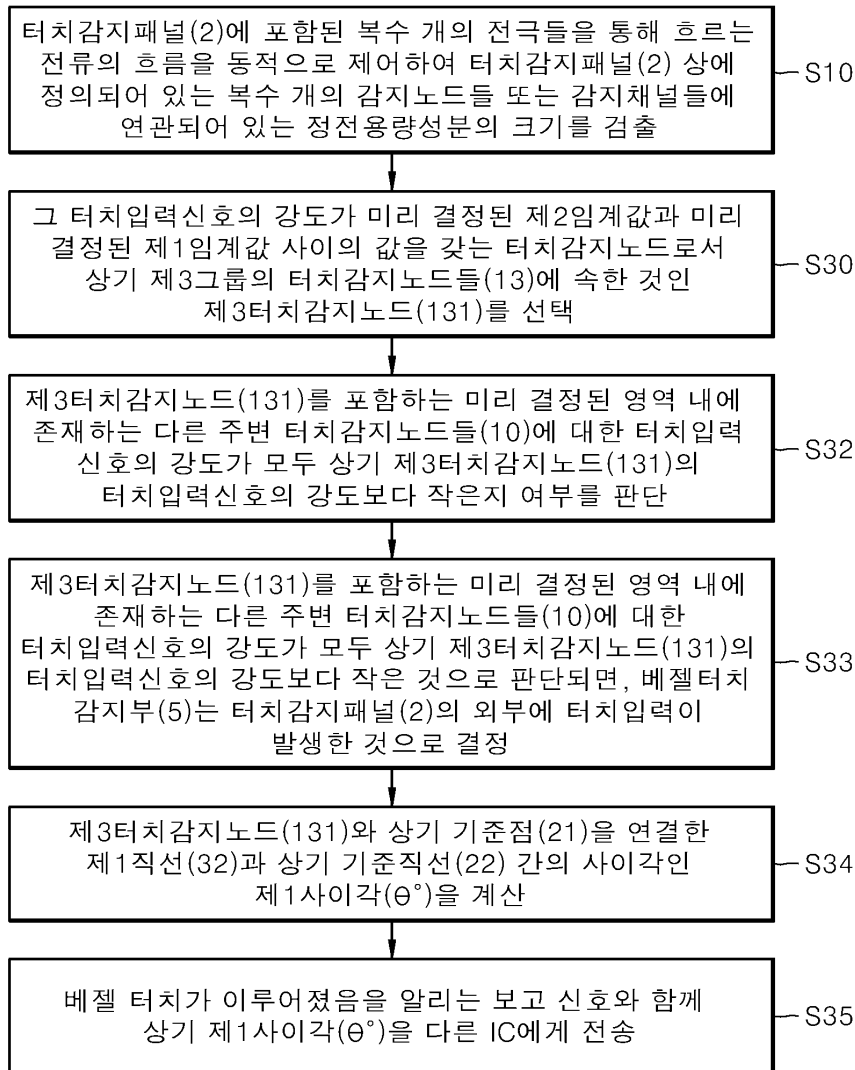 터치감지패널(2)에 포함된 복수 개의 전극들을 통해 흐르는
전류의 흐름을 동적으로 제어하여 터치감지패널(2) 상에
정의되어 있는 복수 개의 감지노드들 또는 감지채널들에
연관되어 있는 정전용량성분의 크기를 검출
S10
그 터치입력신호의 강도가 미리 결정된 제2임계값과 미리
결정된 제1임계값 사이의 값을 갖는 터치감지노드로서
상기 제3그룹의 터치감지노드들(13)에 속한 것인
제3터치감지노드(131)를 선택
S30
제3터치감지노드(131)를 포함하는 미리 결정된 영역 내에
존재하는 다른 주변 터치감지노드들(10)에 대한 터치입력
신호의 강도가 모두 상기 제3터치감지노드(131)의
터치입력신호의 강도보다 작은지 여부를 판단
S32
제3터치감지노드(131)를 포함하는 미리 결정된 영역 내에
존재하는 다른 주변 터치감지노드들(10)에 대한
터치입력신호의 강도가 모두 상기 제3터치감지노드(131)의
터치입력신호의 강도보다 작은 것으로 판단되면, 베젤터치
감지부(5)는 터치감지패널(2)의 외부에 터치입력이
발생한 것으로 결정
S33
제3터치감지노드(131)와 상기 기준점(21)을 연결한
제1직선(32)과 상기 기준직선(22) 간의 사이각인
제1사이각(θ°)을 계산
S34
베젤 터치가 이루어졌음을 알리는 보고 신호와 함께
상기 제1사이각(θ°)을 다른 IC에게 전송
S35